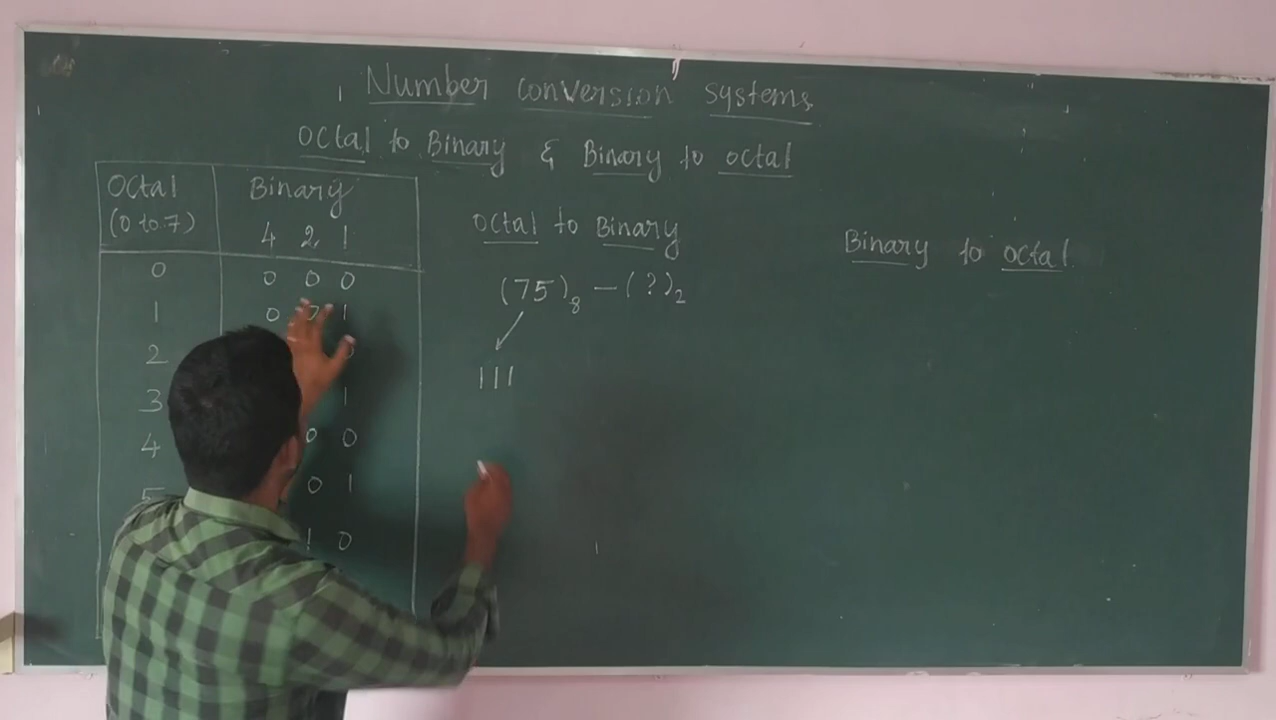 Number conversion systems
Octal to Binary & Binary to octal
Octal Binary
(0 to 7) 4 2 1
0 0 0 0
1 0 1
2
3 1
4 0 0
5 0 1
1 0
Octal to Binary
(75)8 – (?)2
111
Binary to octal